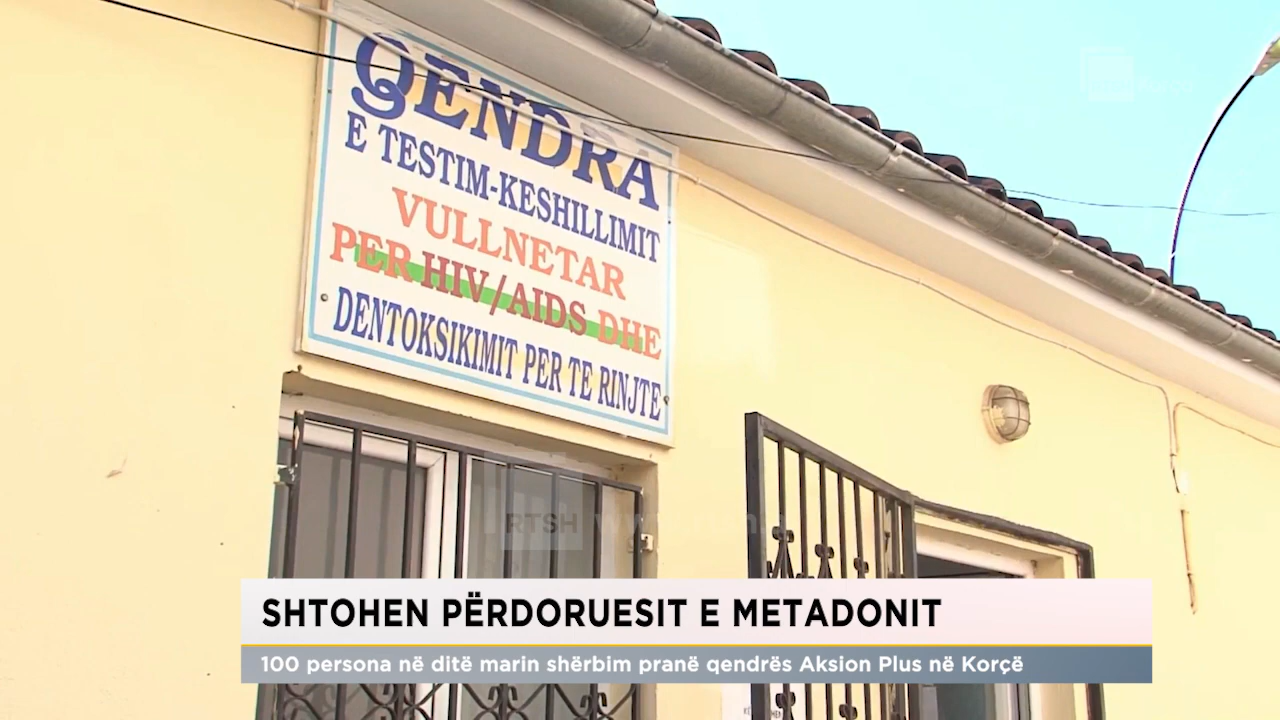 QENDRA
E TESTIM-KESHILLIMIT
VULLNETAR
PER HIV/AIDS DHE
DENTOKSIKIMIT PER TE RINJTE
RTSH
SHTOHEN PËRDORUESIT E METADONIT
100 persona në ditë marin shërbim pranë qendrës Aksion Plus në Korçë